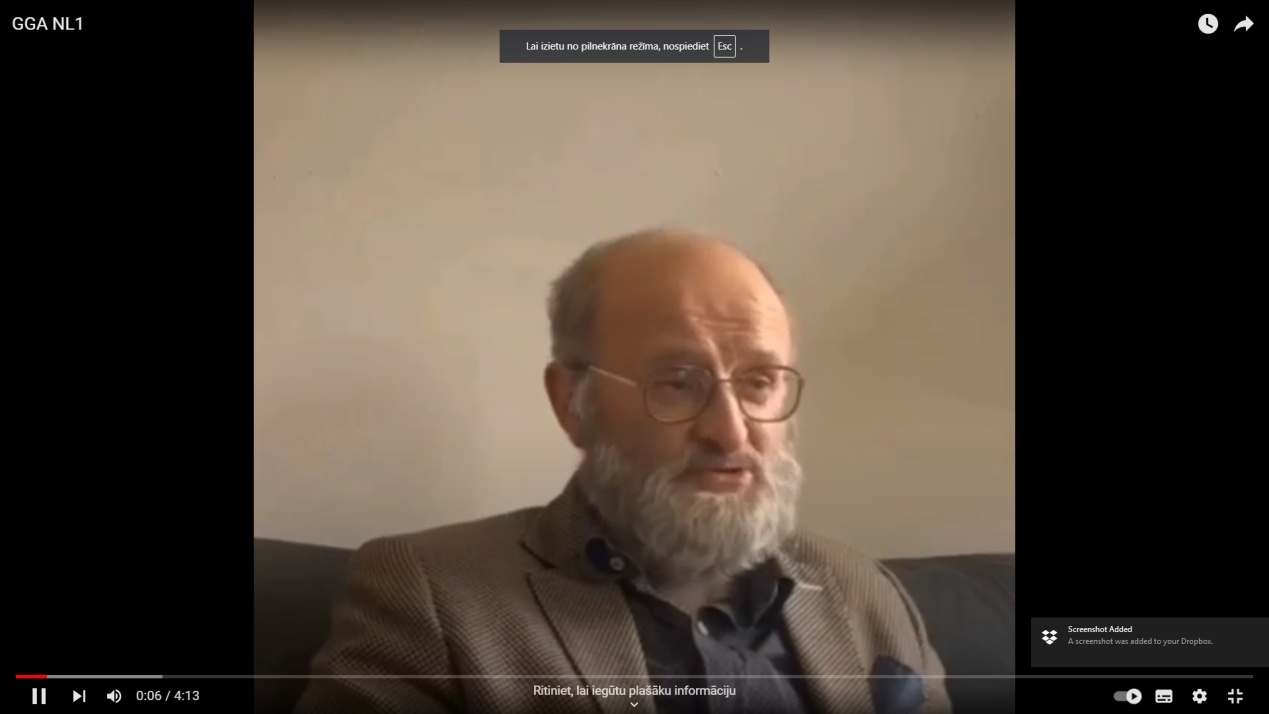 GGA NL1
Lai izietu no pilnekrāna režīma, nospiediet Esc .
Screenshot Added
A screenshot was added to your Dropbox.
0:06 / 4:13
Ritiniet, lai iegūtu plašāku informāciju